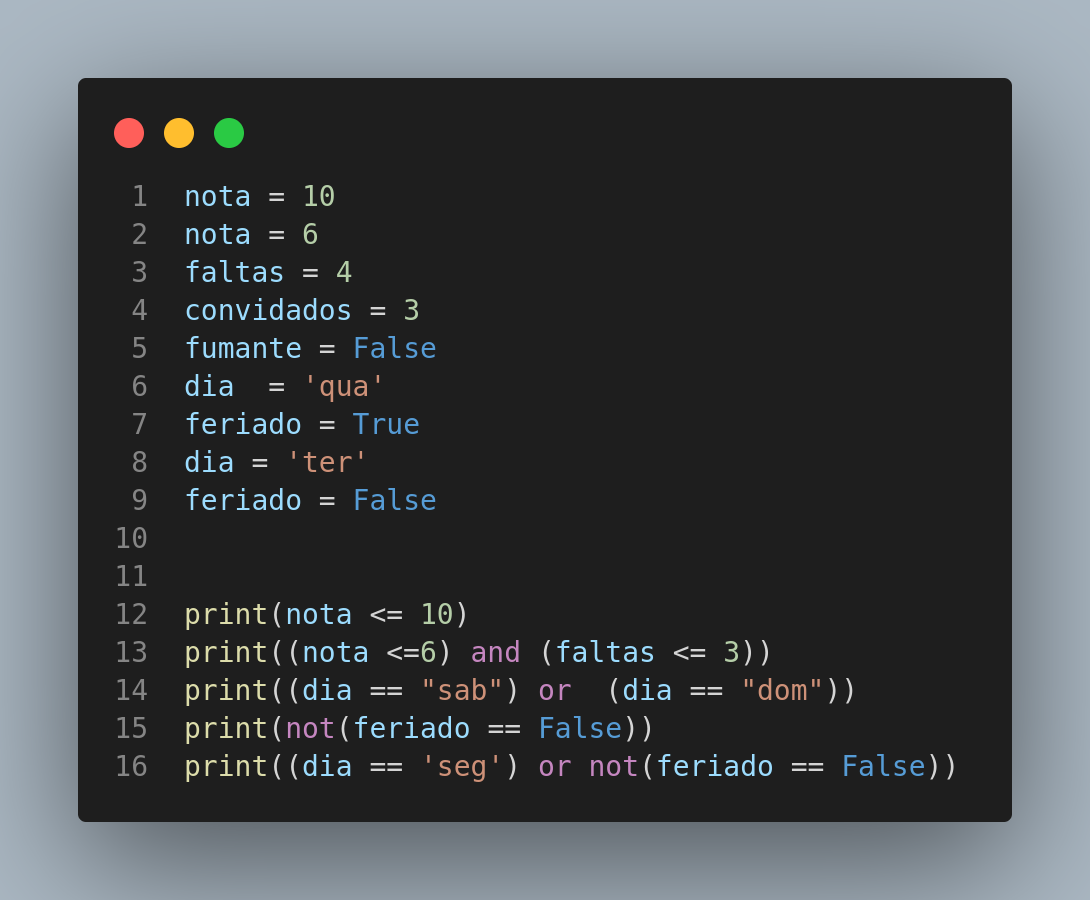 1 nota = 10
2 nota = 6
3 faltas = 4
4 convidados = 3
5 fumante = False
6 dia  = 'qua'
7 feriado = True
8 dia = 'ter'
9 feriado = False
10
11
12 print(nota <= 10)
13 print((nota <=6) and (faltas <= 3))
14 print((dia == "sab") or  (dia == "dom"))
15 print(not(feriado == False))
16 print((dia == 'seg') or not(feriado == False))